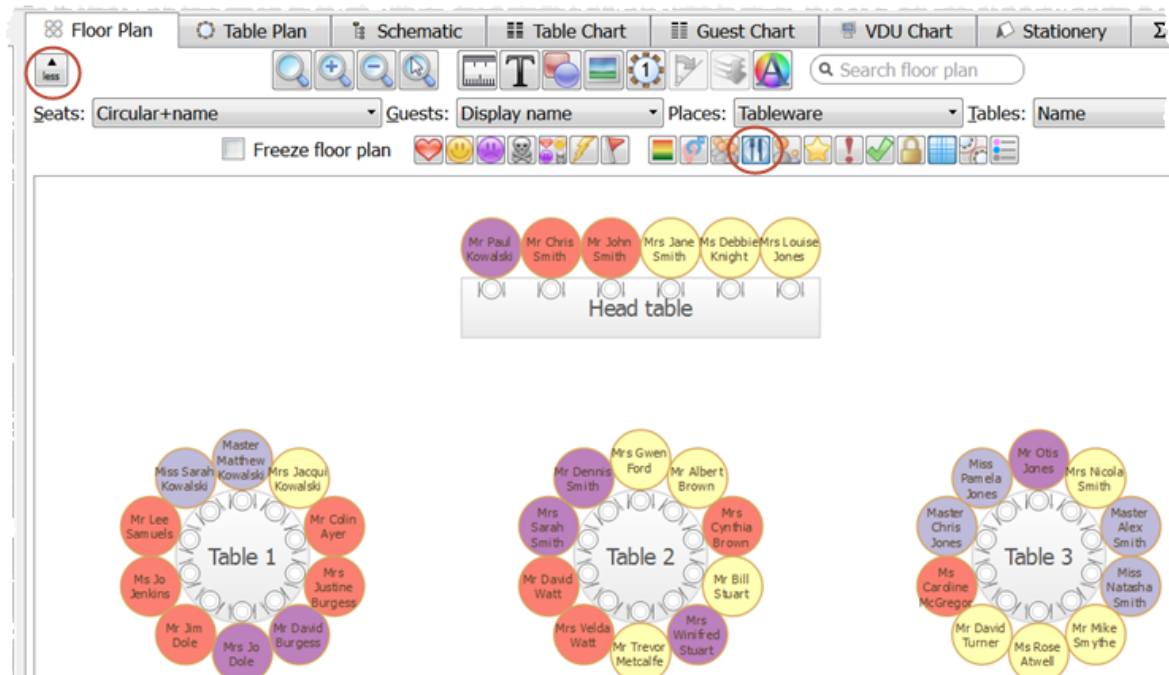 Floor Plan Table Plan Schematic Table Chart Guest Chart VDU Chart Stationery Σ
less T 1 A Search floor plan
Seats: Circular+name Guests: Display name Places: Tableware Tables: Name
Freeze floor plan
Mr Paul Kowalski
Mr Chris Smith
Mr John Smith
Mrs Jane Smith
Ms Debbie Knight
Mrs Louise Jones
Head table
Master Matthew Kowalski
Miss Sarah Kowalski
Mrs Jacqui Kowalski
Mr Lee Samuels
Mr Colin Ayer
Table 1
Ms Jo Jenkins
Mrs Justine Burgess
Mr Jim Dole
Mrs Jo Dole
Mr David Burgess
Mrs Gwen Ford
Mr Dennis Smith
Mr Albert Brown
Mrs Sarah Smith
Mrs Cynthia Brown
Table 2
Mr David Watt
Mr Bill Stuart
Mrs Velda Watt
Mr Trevor Metcalfe
Mrs Winifred Stuart
Mr Otis Jones
Miss Pamela Jones
Mrs Nicola Smith
Master Chris Jones
Master Alex Smith
Table 3
Ms Caroline McGregor
Miss Natasha Smith
Mr David Turner
Ms Rose Atwell
Mr Mike Smythe